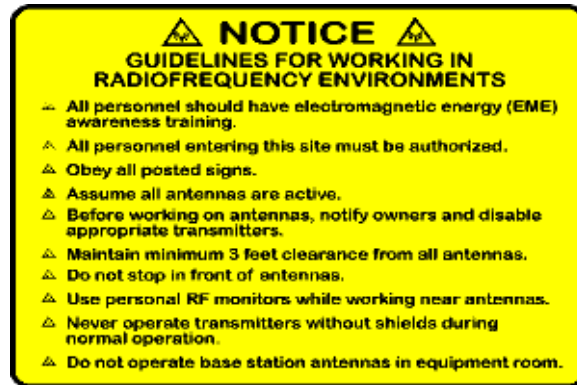 NOTICE
GUIDELINES FOR WORKING IN
RADIOFREQUENCY ENVIRONMENTS
All personnel should have electromagnetic energy (EME)
awareness training.
All personnel entering this site must be authorized.
Obey all posted signs.
Assume all antennas are active.
Before working on antennas, notify owners and disable
appropriate transmitters.
Maintain minimum 3 feet clearance from all antennas.
Do not stop in front of antennas.
Use personal RF monitors while working near antennas.
Never operate transmitters without shields during
normal operation.
Do not operate base station antennas in equipment room.